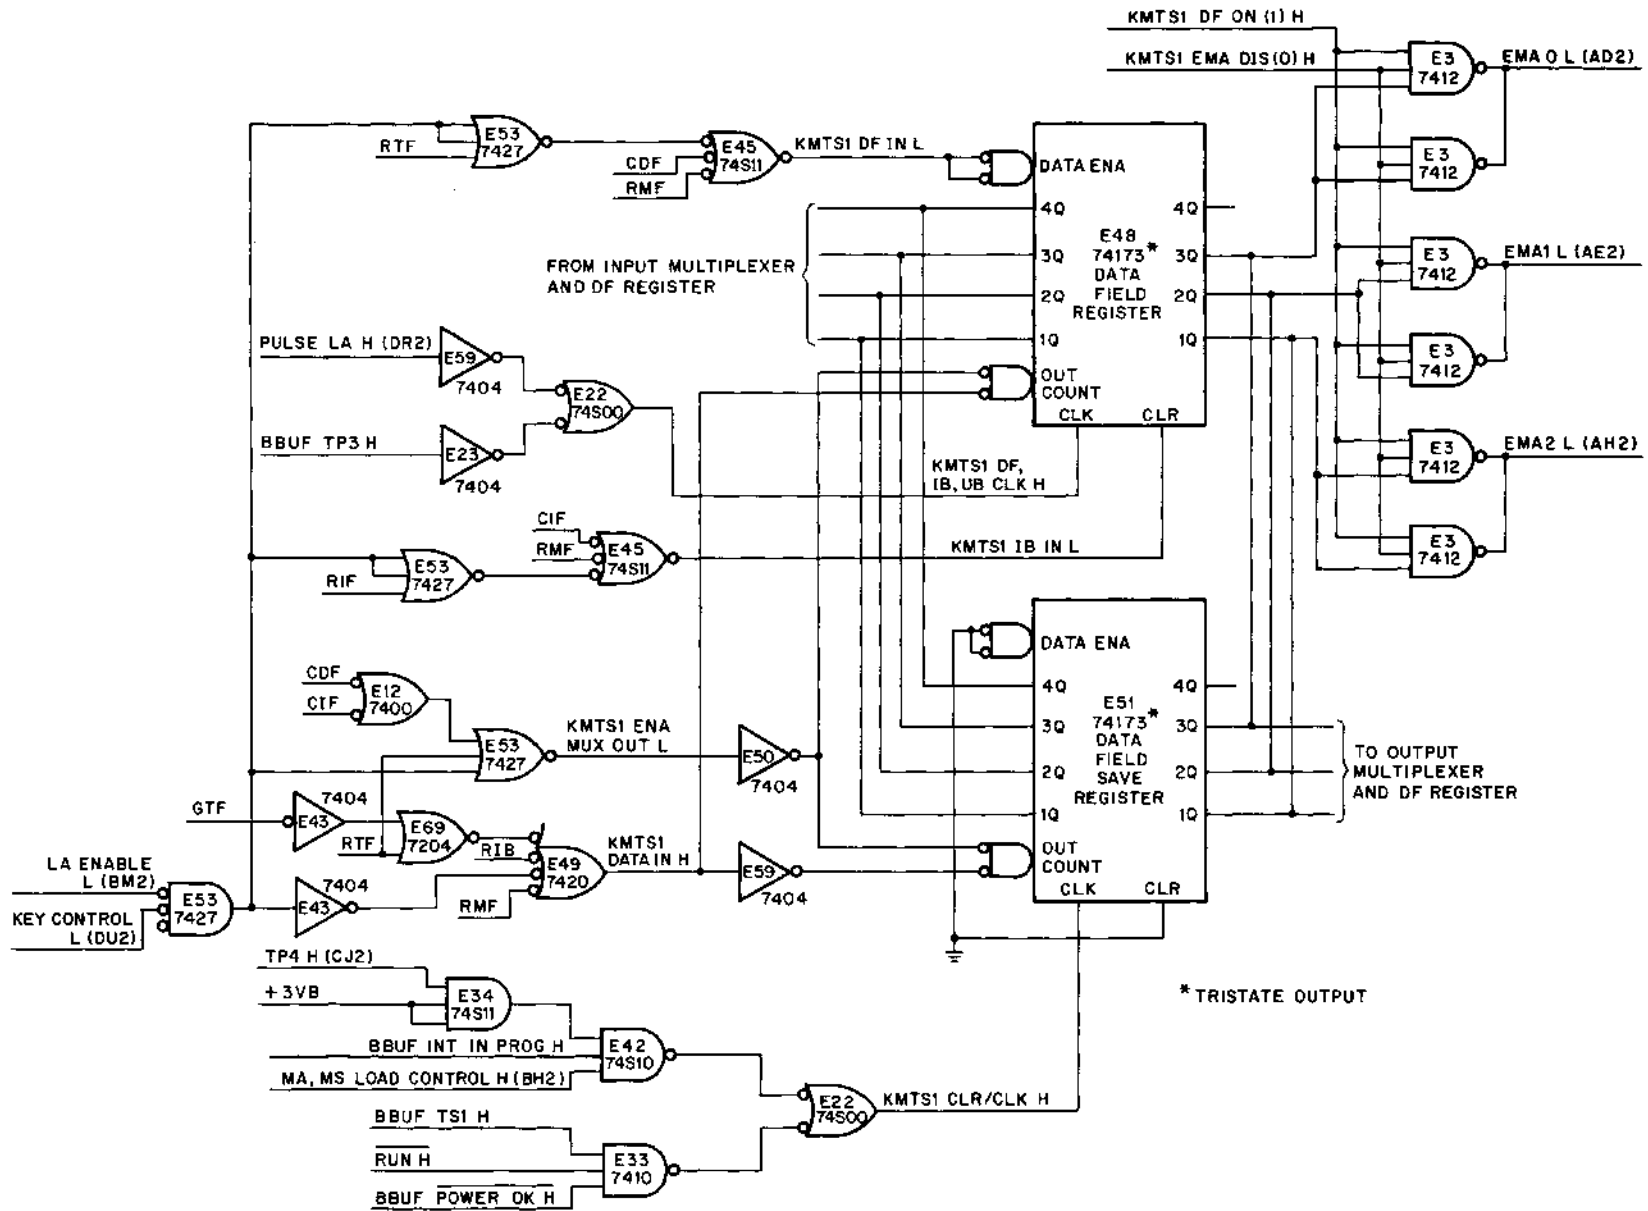 KMTS1 DF ON (1) H
KMTS1 EMA DIS(0) H
E3
7412
EMA 0 L (AD2)
E3
7412
E3
7412
EMA1 L (AE2)
E3
7412
E3
7412
EMA2 L (AH2)
E3
7412
RTF
E53
7427
CDF
RMF
E45
74S11
KMTS1 DF IN L
DATA ENA
4Q
3Q
2Q
1Q
E48
74173*
DATA
FIELD
REGISTER
4Q
3Q
2Q
1Q
OUT
COUNT
CLK
CLR
FROM INPUT MULTIPLEXER
AND DF REGISTER
PULSE LA H (DR2)
E59
7404
BBUF TP3 H
E23
7404
E22
74S00
KMTS1 DF,
IB, UB CLK H
CIF
RMF
E45
74S11
KMTS1 IB IN L
RIF
E53
7427
CDF
CIF
E12
7400
E53
7427
KMTS1 ENA
MUX OUT L
E50
7404
GTF
7404
E43
RTF
E69
7204
RIB
E49
7420
KMTS1
DATA IN H
E59
7404
RMF
LA ENABLE
L (BM2)
KEY CONTROL
L (DU2)
E53
7427
7404
E43
DATA ENA
4Q
3Q
2Q
1Q
E51
74173*
DATA
FIELD
SAVE
REGISTER
4Q
3Q
2Q
1Q
OUT
COUNT
CLK
CLR
TO OUTPUT
MULTIPLEXER
AND DF REGISTER
TP4 H (CJ2)
+3VB
E34
74S11
BBUF INT IN PROG H
MA, MS LOAD CONTROL H (BH2)
E42
74S10
BBUF TS1 H
RUN H
BBUF POWER OK H
E33
7410
E22
74S00
KMTS1 CLR/CLK H
*TRISTATE OUTPUT